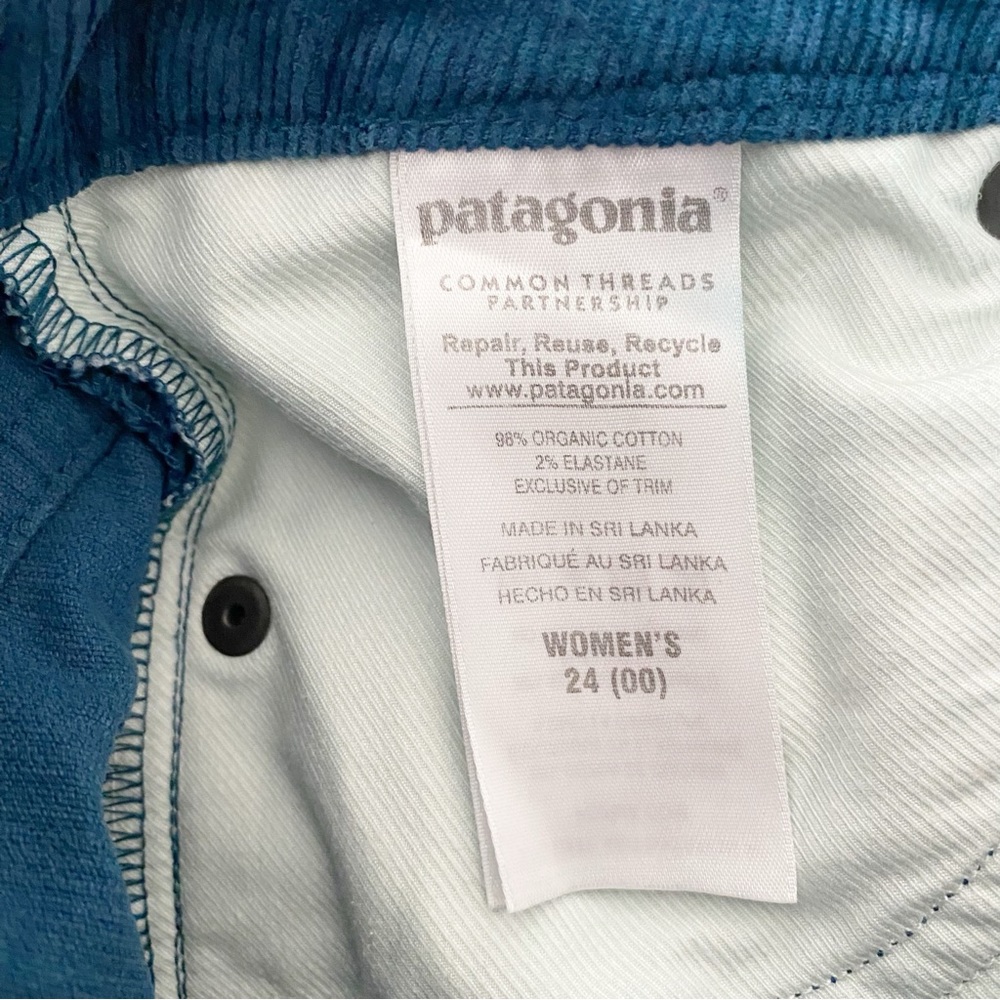 patagonia®
COMMON THREADS
PARTNERSHIP
Repair, Reuse, Recycle
This Product
www.patagonia.com
98% ORGANIC COTTON
2% ELASTANE
EXCLUSIVE OF TRIM
MADE IN SRI LANKA
FABRIQUÉ AU SRI LANKA
HECHO EN SRI LANKA
WOMEN'S
24 (00)